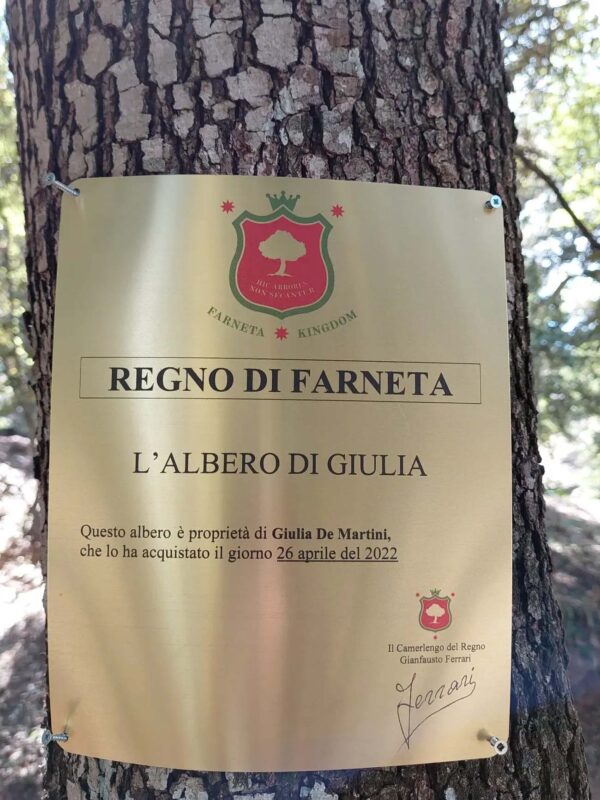 HIC ARBORES
NON SECANTUR
FARNETA KINGDOM
REGNO DI FARNETA
L'ALBERO DI GIULIA
Questo albero è proprietà di Giulia De Martini,
che lo ha acquistato il giorno 26 aprile del 2022
Il Camerlengo del Regno
Gianfausto Ferrari
Ferrari